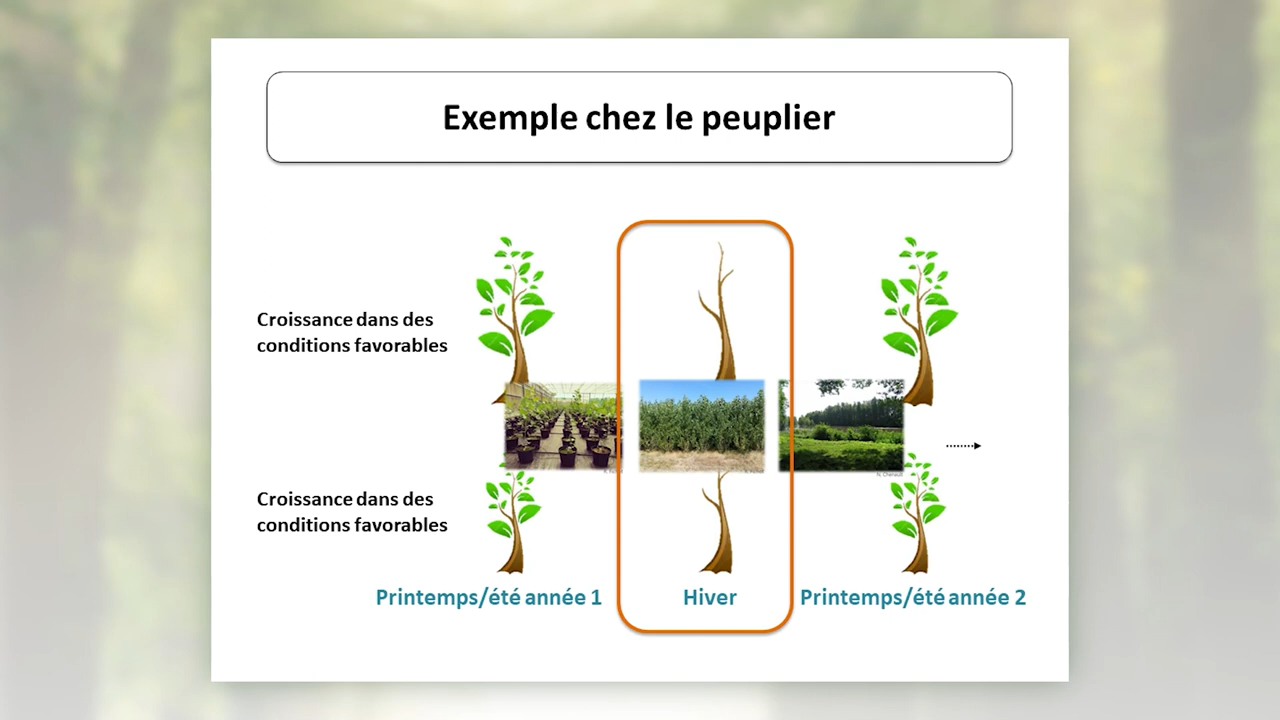 Exemple chez le peuplier
Croissance dans des
conditions favorables
Croissance dans des
conditions favorables
Printemps/été année 1
Hiver
Printemps/été année 2